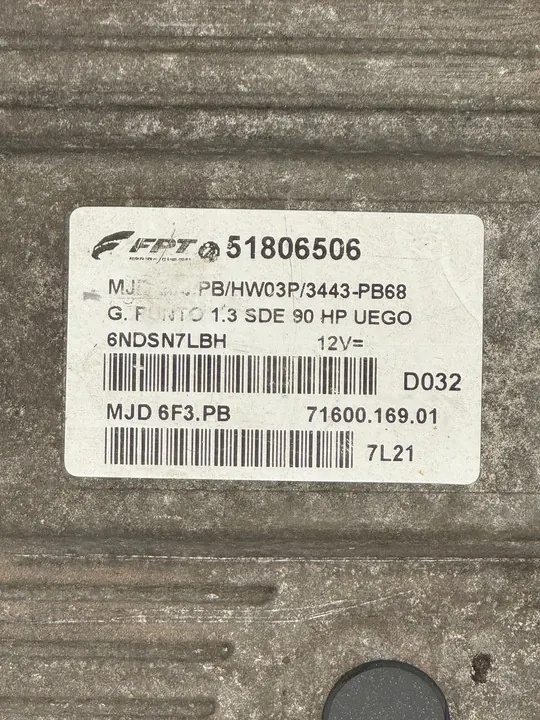 FPT 51806506
MJD PB/HW03P/3443-PB68
G. PUNTO 1.3 SDE 90 HP UEGO
6NDSN7LBH 12V=
D032
MJD 6F3.PB 71600.169.01
7L21